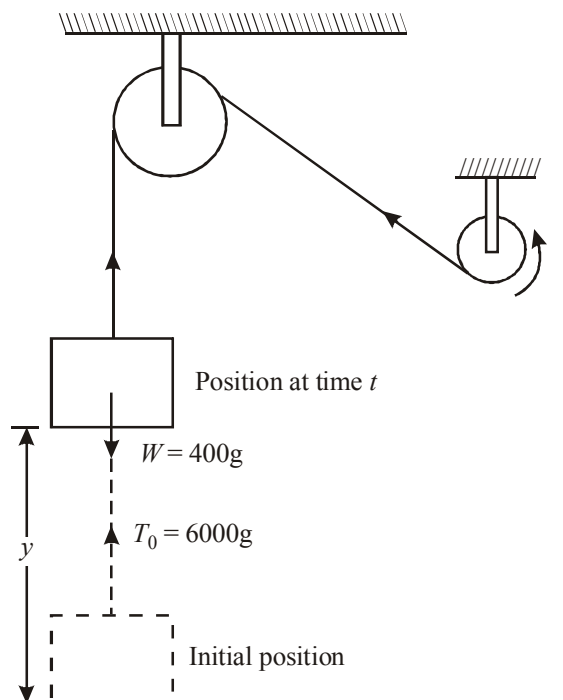 Position at time t
W = 400g
T₀ = 6000g
y
Initial position